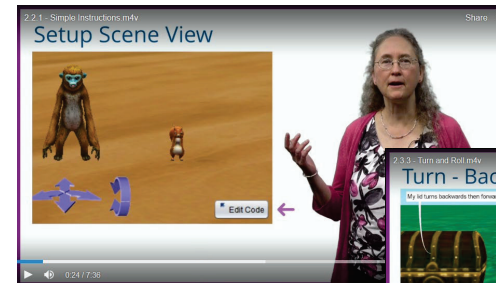 2.2.1 - Simple Instructions.m4v
Share
Setup Scene View
Edit Code
0:24 / 7:36
2.3.3 - Turn and Roll.m4v
Turn - Bac
My lid turns backwards then forwa